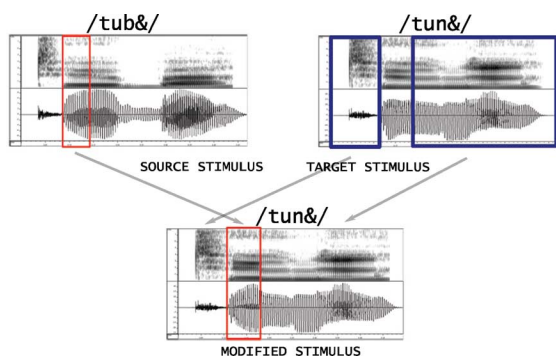 /tub&/
/tun&/
SOURCE STIMULUS
TARGET STIMULUS
/tun&/
MODIFIED STIMULUS